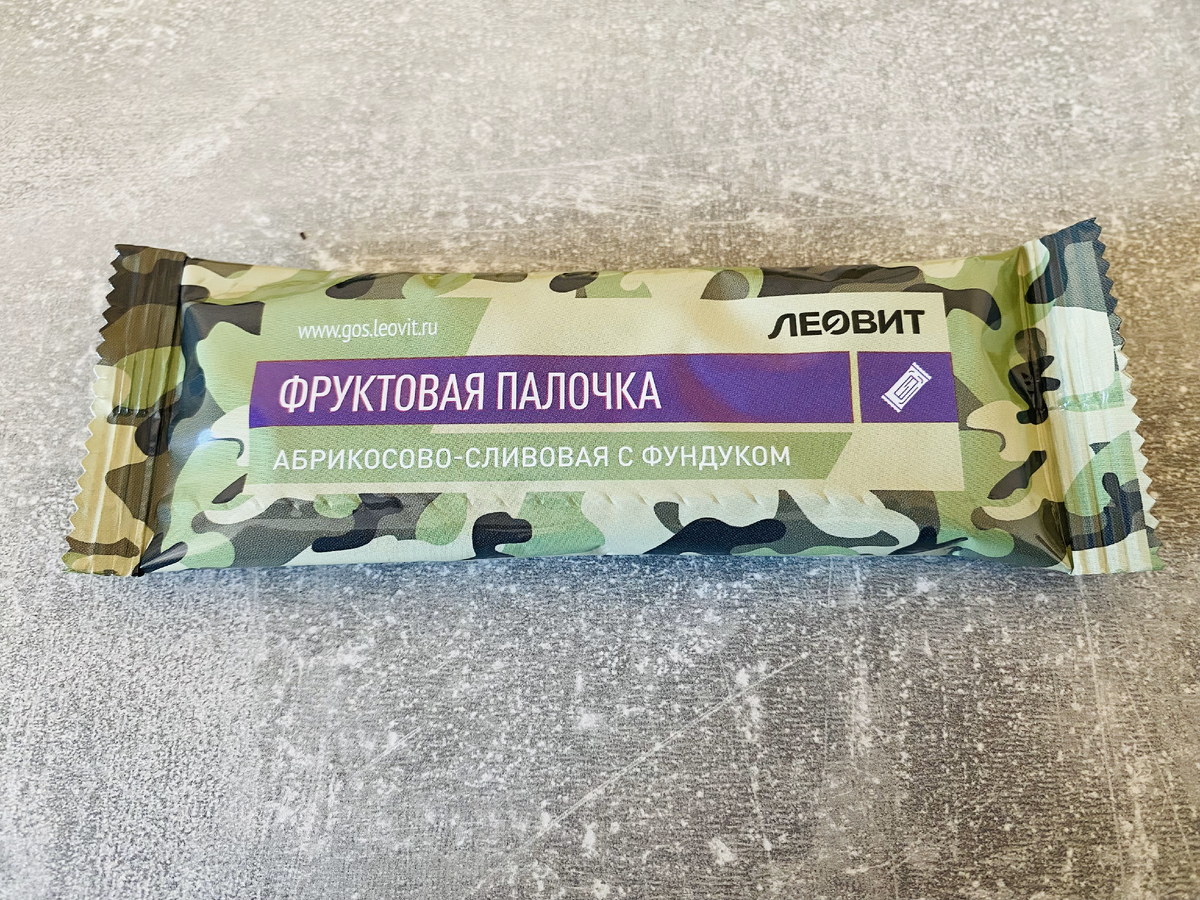 www.gos.leovit.ru
ЛЕОВИТ
ФРУКТОВАЯ ПАЛОЧКА
АБРИКОСОВО-СЛИВОВАЯ С ФУНДУКОМ